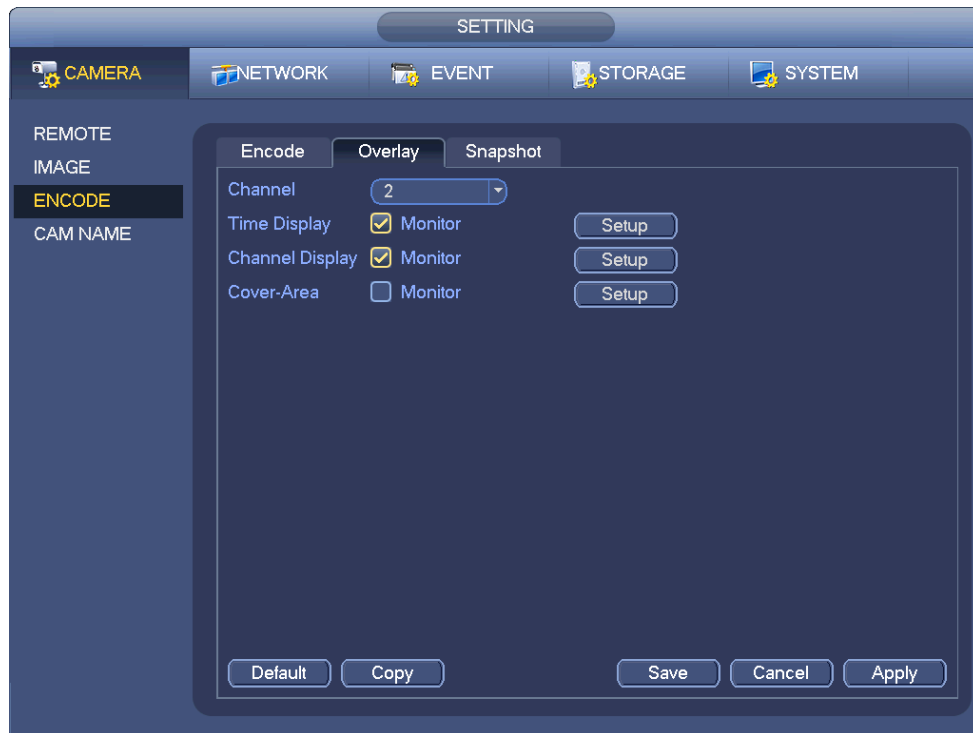 SETTING
CAMERA NETWORK EVENT STORAGE SYSTEM
REMOTE
IMAGE
ENCODE
CAM NAME
Encode Overlay Snapshot
Channel 2
Time Display Monitor Setup
Channel Display Monitor Setup
Cover-Area Monitor Setup
Default Copy Save Cancel Apply